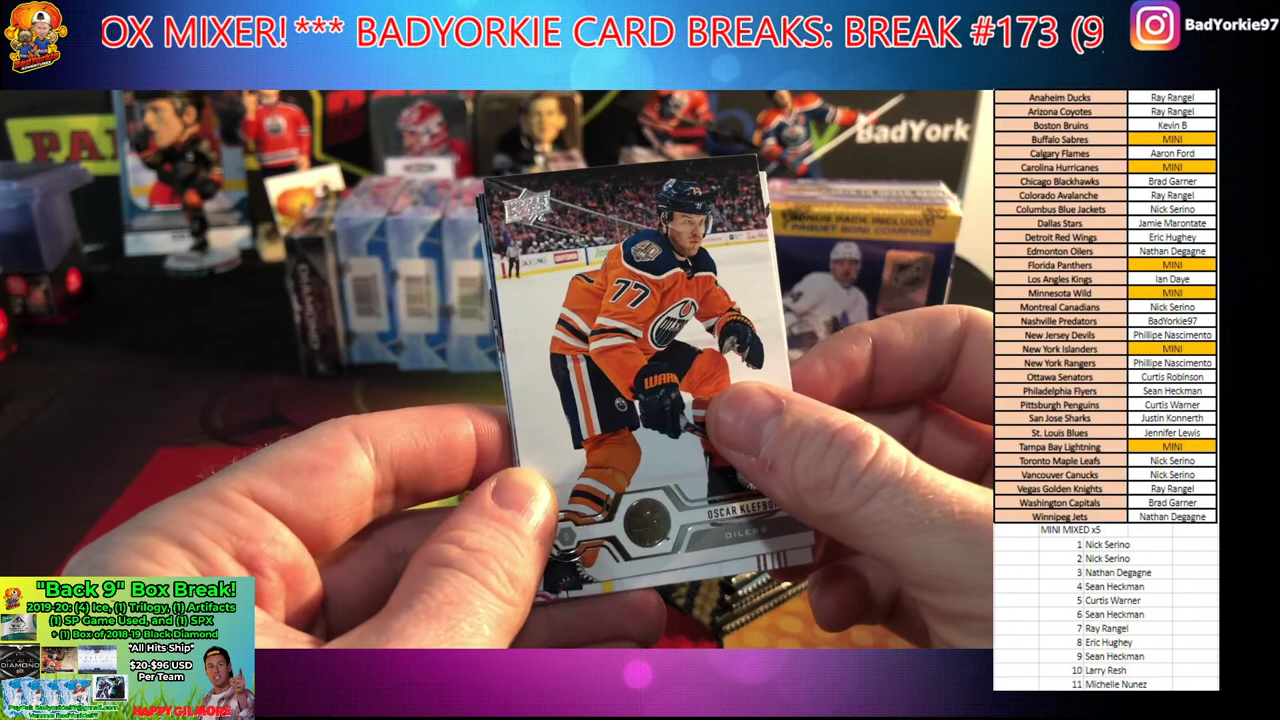 OX MIXER! *** BADYORKIE CARD BREAKS: BREAK #173 (9
BadYorkie97
PA
BadYork
UPPER DECK
77
WARR
OSCAR KLEFBO
OILERS
Anaheim Ducks Ray Rangel
Arizona Coyotes Ray Rangel
Boston Bruins Kevin B
Buffalo Sabres MINI
Calgary Flames Aaron Ford
Carolina Hurricanes MINI
Chicago Blackhawks Brad Garner
Colorado Avalanche Ray Rangel
Columbus Blue Jackets Nick Serino
Dallas Stars Jamie Marontate
Detroit Red Wings Eric Hughey
Edmonton Oilers Nathan Degagne
Florida Panthers MINI
Los Angeles Kings Ian Daye
Minnesota Wild MINI
Montreal Canadians Nick Serino
Nashville Predators BadYorkie97
New Jersey Devils Phillipe Nascimento
New York Islanders MINI
New York Rangers Phillipe Nascimento
Ottawa Senators Curtis Robinson
Philadelphia Flyers Sean Heckman
Pittsburgh Penguins Curtis Warner
San Jose Sharks Justin Konnerth
St. Louis Blues Jennifer Lewis
Tampa Bay Lightning MINI
Toronto Maple Leafs Nick Serino
Vancouver Canucks Nick Serino
Vegas Golden Knights Ray Rangel
Washington Capitals Brad Garner
Winnipeg Jets Nathan Degagne
MINI MIXED x5
1 Nick Serino
2 Nick Serino
3 Nathan Degagne
4 Sean Heckman
5 Curtis Warner
6 Sean Heckman
7 Ray Rangel
8 Eric Hughey
9 Sean Heckman
10 Larry Resh
11 Michelle Nunez
"Back 9" Box Break!
2019-20: (4) Ice, (1) Trilogy, (1) Artifacts
(1) SP Game Used, and (1) SPX
+ (1) Box of 2018-19 Black Diamond
*All Hits Ship*
$20-$96 USD
Per Team
DIAMOND
HAPPY GILMORE